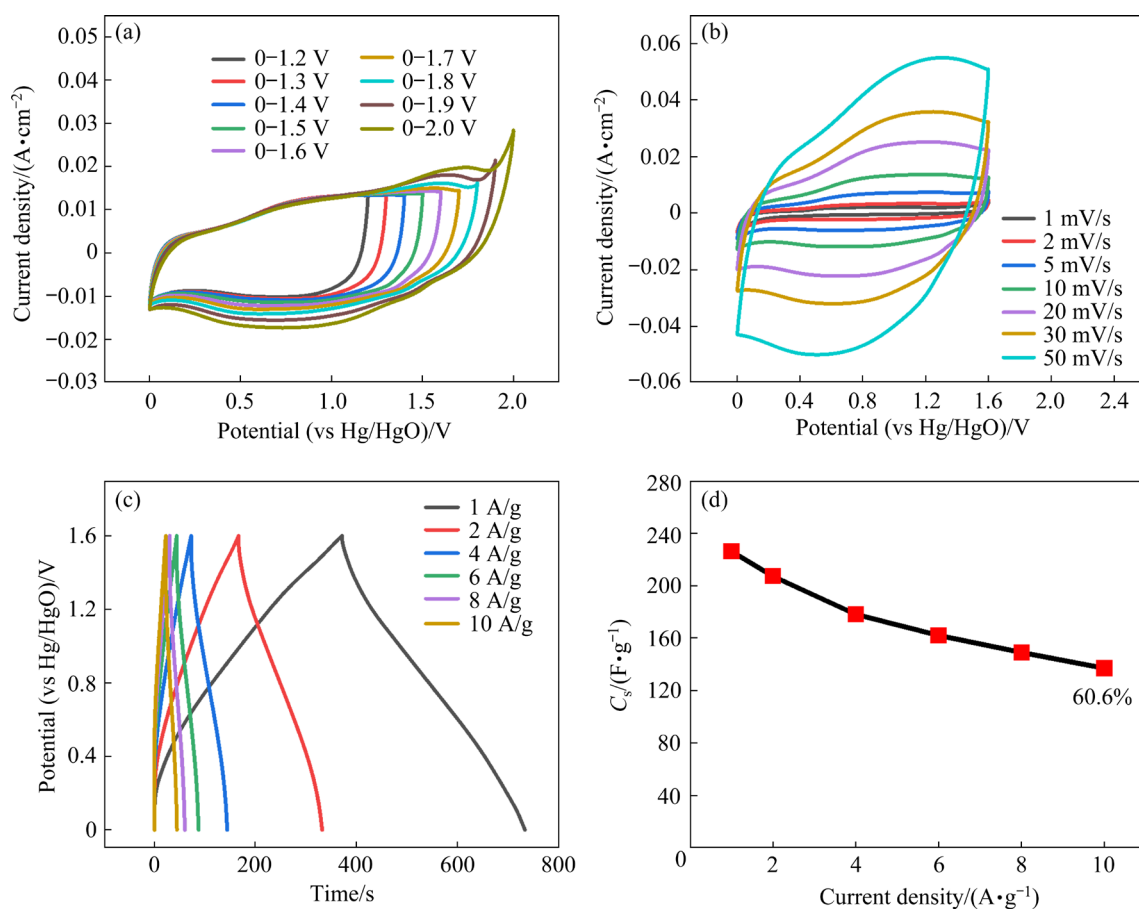 (a)
0−1.2 V
0−1.7 V
0−1.3 V
0−1.8 V
0−1.4 V
0−1.9 V
0−1.5 V
0−2.0 V
0−1.6 V
0.05
0.04
0.03
0.02
0.01
0
−0.01
−0.02
−0.03
Current density/(A•cm⁻²)
0
0.5
1.0
1.5
2.0
Potential (vs Hg/HgO)/V
(b)
0.06
0.04
0.02
0
−0.02
−0.04
−0.06
Current density/(A•cm⁻²)
1 mV/s
2 mV/s
5 mV/s
10 mV/s
20 mV/s
30 mV/s
50 mV/s
0
0.4
0.8
1.2
1.6
2.0
2.4
Potential (vs Hg/HgO)/V
(c)
1 A/g
2 A/g
4 A/g
6 A/g
8 A/g
10 A/g
1.6
1.2
0.8
0.4
0
Potential (vs Hg/HgO)/V
0
200
400
600
800
Time/s
(d)
280
240
200
160
120
80
40
0
Cₛ/(F•g⁻¹)
60.6%
2
4
6
8
10
Current density/(A•g⁻¹)